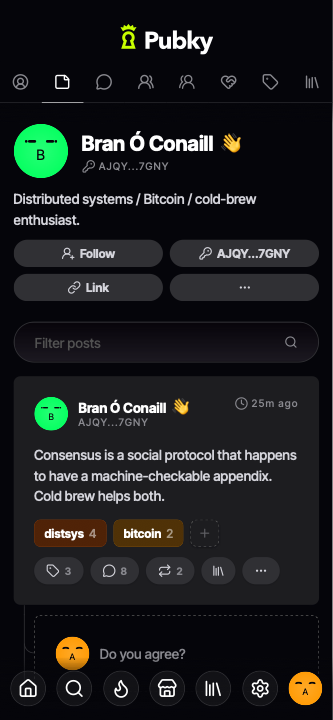 Pubky
Bran Ó Conaill 👋
AJQY...7GNY
Distributed systems / Bitcoin / cold-brew
enthusiast.
Follow
AJQY...7GNY
Link
...
Filter posts
B
Bran Ó Conaill 👋
25m ago
AJQY...7GNY
Consensus is a social protocol that happens
to have a machine-checkable appendix.
Cold brew helps both.
distsys 4
bitcoin 2
+
3
8
2
...
A
Do you agree?
A